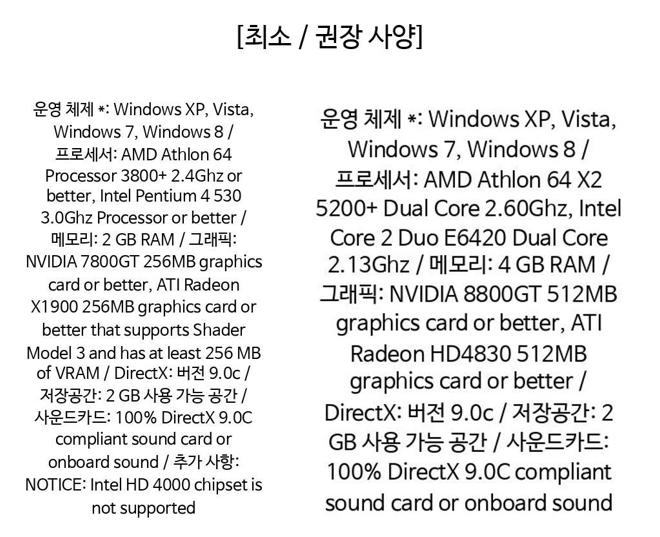 [최소 / 권장 사양]
운영 체제 *: Windows XP, Vista,
Windows 7, Windows 8 /
프로세서: AMD Athlon 64
Processor 3800+ 2.4Ghz or
better, Intel Pentium 4 530
3.0Ghz Processor or better /
메모리: 2 GB RAM / 그래픽:
NVIDIA 7800GT 256MB graphics
card or better, ATI Radeon
X1900 256MB graphics card or
better that supports Shader
Model 3 and has at least 256 MB
of VRAM / DirectX: 버전 9.0c /
저장공간: 2 GB 사용 가능 공간 /
사운드카드: 100% DirectX 9.0C
compliant sound card or
onboard sound / 추가 사항:
NOTICE: Intel HD 4000 chipset is
not supported
운영 체제 *: Windows XP, Vista,
Windows 7, Windows 8 /
프로세서: AMD Athlon 64 X2
5200+ Dual Core 2.60Ghz, Intel
Core 2 Duo E6420 Dual Core
2.13Ghz / 메모리: 4 GB RAM /
그래픽: NVIDIA 8800GT 512MB
graphics card or better, ATI
Radeon HD4830 512MB
graphics card or better /
DirectX: 버전 9.0c / 저장공간: 2
GB 사용 가능 공간 / 사운드카드:
100% DirectX 9.0C compliant
sound card or onboard sound